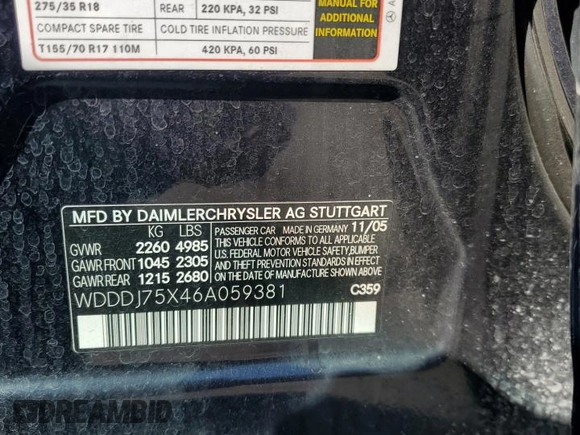 275/35 R18 REAR 220 KPA, 32 PSI
MANUAL FOR
ADDITIONAL
INFORMATION
COMPACT SPARE TIRE COLD TIRE INFLATION PRESSURE
T155/70 R17 110M 420 KPA, 60 PSI
MFD BY DAIMLERCHRYSLER AG STUTTGART
KG LBS PASSENGER CAR MADE IN GERMANY 11/05
GVWR 2260 4985 THIS VEHICLE CONFORMS TO ALL APPLICABLE
GAWR FRONT 1045 2305 U.S. FEDERAL MOTOR VEHICLE SAFETY, BUMPER,
GAWR REAR 1215 2680 AND THEFT PREVENTION STANDARDS IN EFFECT
ON THE DATE OF MANUFACTURE SHOWN ABOVE.
WDDDJ75X46A059381 C359
DREAMBID